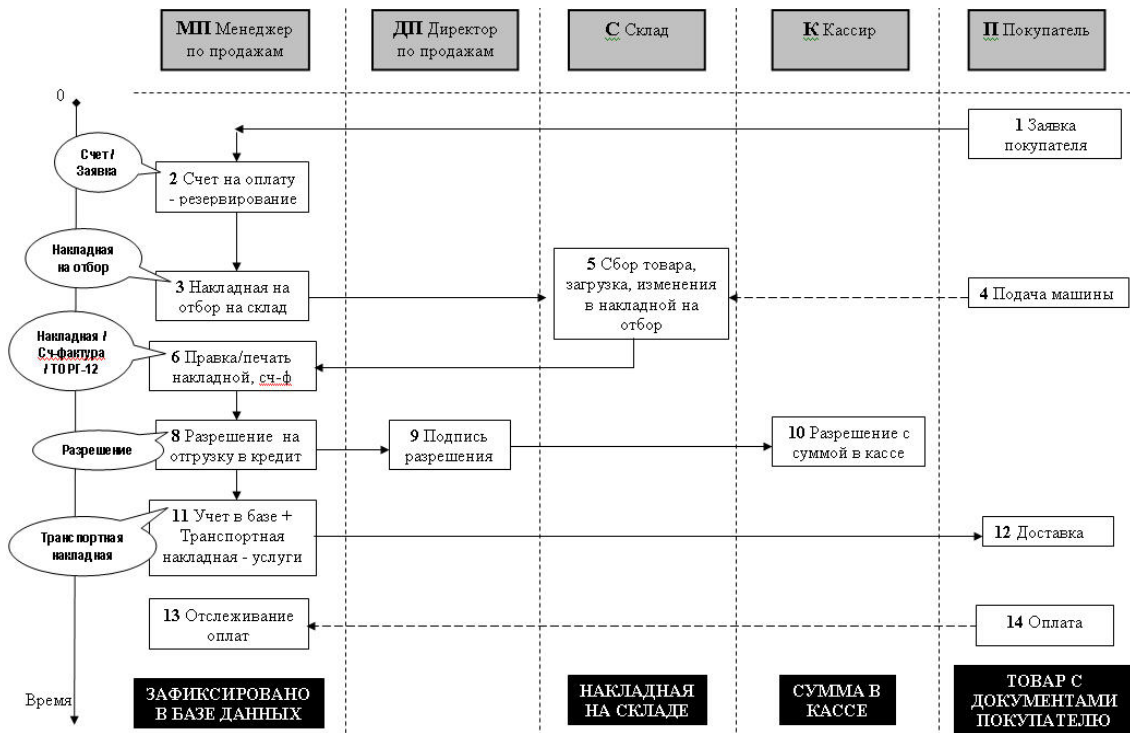 МП Менеджер
по продажам
ДП Директор
по продажам
С Склад
К Кассир
П Покупатель
0
1 Заявка
покупателя
Счет /
Заявка
2 Счет на оплату
- резервирование
Накладная
на отбор
3 Накладная на
отбор на склад
5 Сбор товара,
загрузка, изменения
в накладной на
отбор
4 Подача машины
Накладная /
Сч-фактура
/ ТОРГ-12
6 Правка/печать
накладной, сч-ф
Разрешение
8 Разрешение на
отгрузку в кредит
9 Подпись
разрешения
10 Разрешение с
суммой в кассе
Транспортная
накладная
11 Учет в базе +
Транспортная
накладная - услуги
12 Доставка
13 Отслеживание
оплат
14 Оплата
Время
ЗАФИКСИРОВАНО
В БАЗЕ ДАННЫХ
НАКЛАДНАЯ
НА СКЛАДЕ
СУММА В
КАССЕ
ТОВАР С
ДОКУМЕНТАМИ
ПОКУПАТЕЛЮ